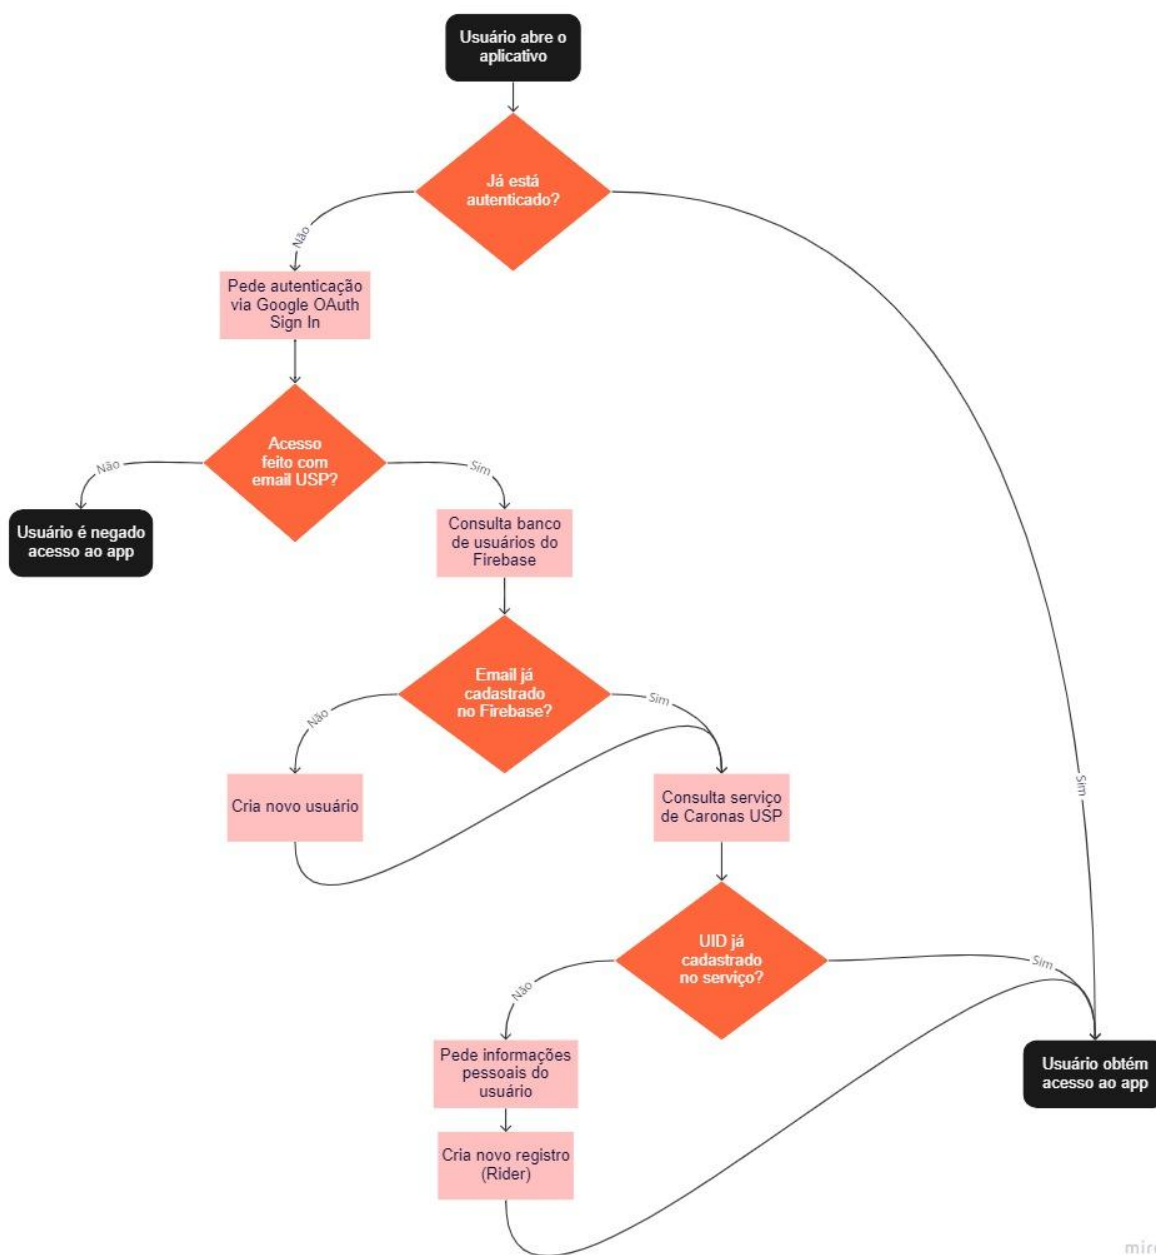 Usuário abre o
aplicativo
Já está
autenticado?
Não
Pede autenticação
via Google OAuth
Sign In
Acesso
feito com
email USP?
Não
Sim
Usuário é negado
acesso ao app
Consulta banco
de usuários do
Firebase
Email já
cadastrado
no Firebase?
Não
Sim
Cria novo usuário
Consulta serviço
de Caronas USP
Sim
UID já
cadastrado
no serviço?
Não
Sim
Pede informações
pessoais do
usuário
Usuário obtém
acesso ao app
Cria novo registro
(Rider)